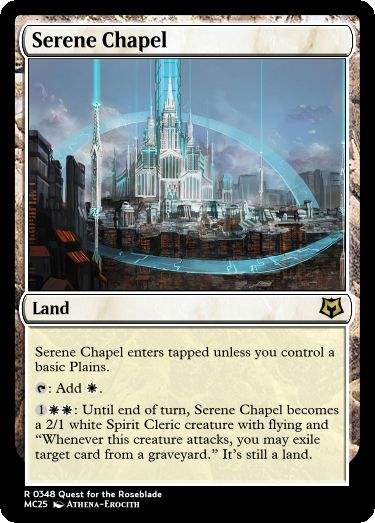 Serene Chapel
Land
Serene Chapel enters tapped unless you control a
basic Plains.
: Add .
1: Until end of turn, Serene Chapel becomes
a 2/1 white Spirit Cleric creature with flying and
“Whenever this creature attacks, you may exile
target card from a graveyard.” It’s still a land.
R 0348 Quest for the Roseblade
MC25 Athena-Erocith